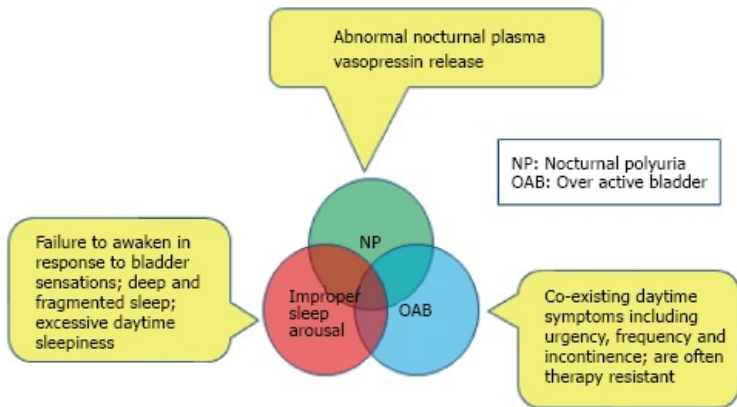 Abnormal nocturnal plasma
vasopressin release
NP: Nocturnal polyuria
OAB: Over active bladder
NP
Failure to awaken in
response to bladder
sensations; deep and
fragmented sleep;
excessive daytime
sleepiness
Improper
sleep
arousal
OAB
Co-existing daytime
symptoms including
urgency, frequency and
incontinence; are often
therapy resistant